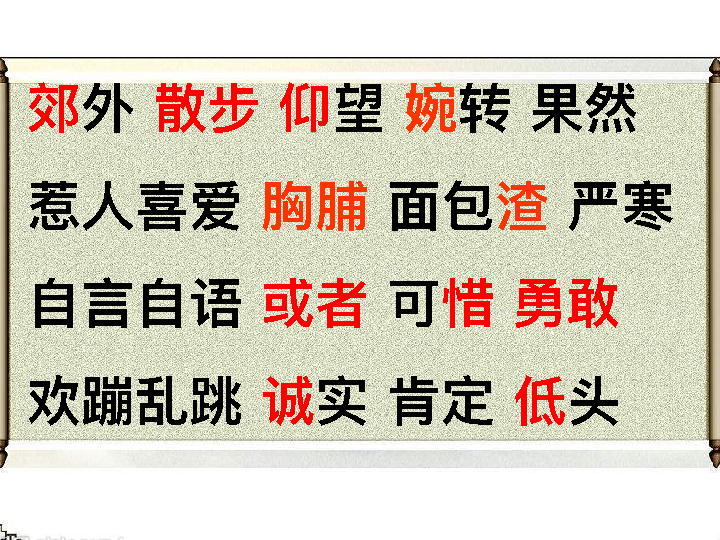 郊外 散步 仰望 婉转 果然
惹人喜爱 胸脯 面包渣 严寒
自言自语 或者 可惜 勇敢
欢蹦乱跳 诚实 肯定 低头